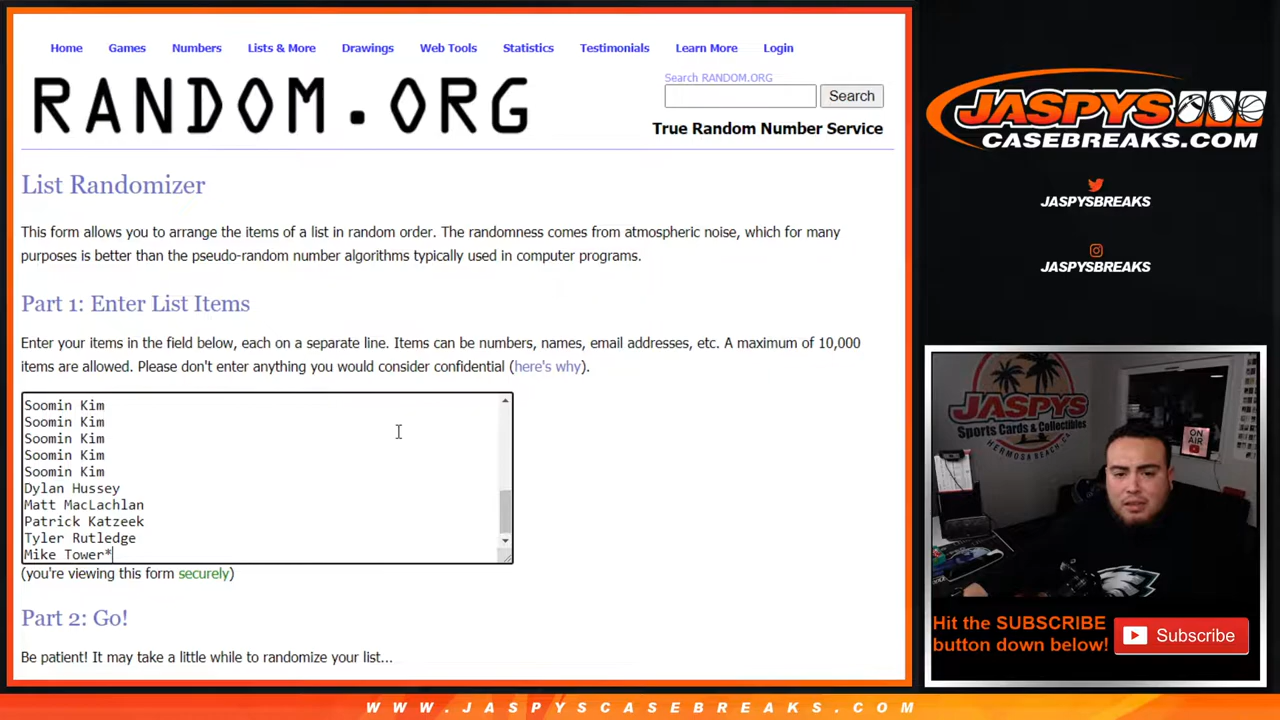 Home Games Numbers Lists & More Drawings Web Tools Statistics Testimonials Learn More Login
RANDOM.ORG
Search RANDOM.ORG
Search
True Random Number Service
List Randomizer
This form allows you to arrange the items of a list in random order. The randomness comes from atmospheric noise, which for many
purposes is better than the pseudo-random number algorithms typically used in computer programs.
Part 1: Enter List Items
Enter your items in the field below, each on a separate line. Items can be numbers, names, email addresses, etc. A maximum of 10,000
items are allowed. Please don't enter anything you would consider confidential (here's why).
Soomin Kim
Soomin Kim
Soomin Kim
Soomin Kim
Soomin Kim
Dylan Hussey
Matt MacLachlan
Patrick Katzeek
Tyler Rutledge
Mike Tower*
(you're viewing this form securely)
Part 2: Go!
Be patient! It may take a little while to randomize your list...
JASPYS
CASEBREAKS.COM
JASPYSBREAKS
JASPYSBREAKS
JASPYS
Sports Cards & Collectibles
HERMOSA BEACH, CA
ON
AIR
Hit the SUBSCRIBE
button down below!
Subscribe
WWW.JASPYSCASEBREAKS.COM